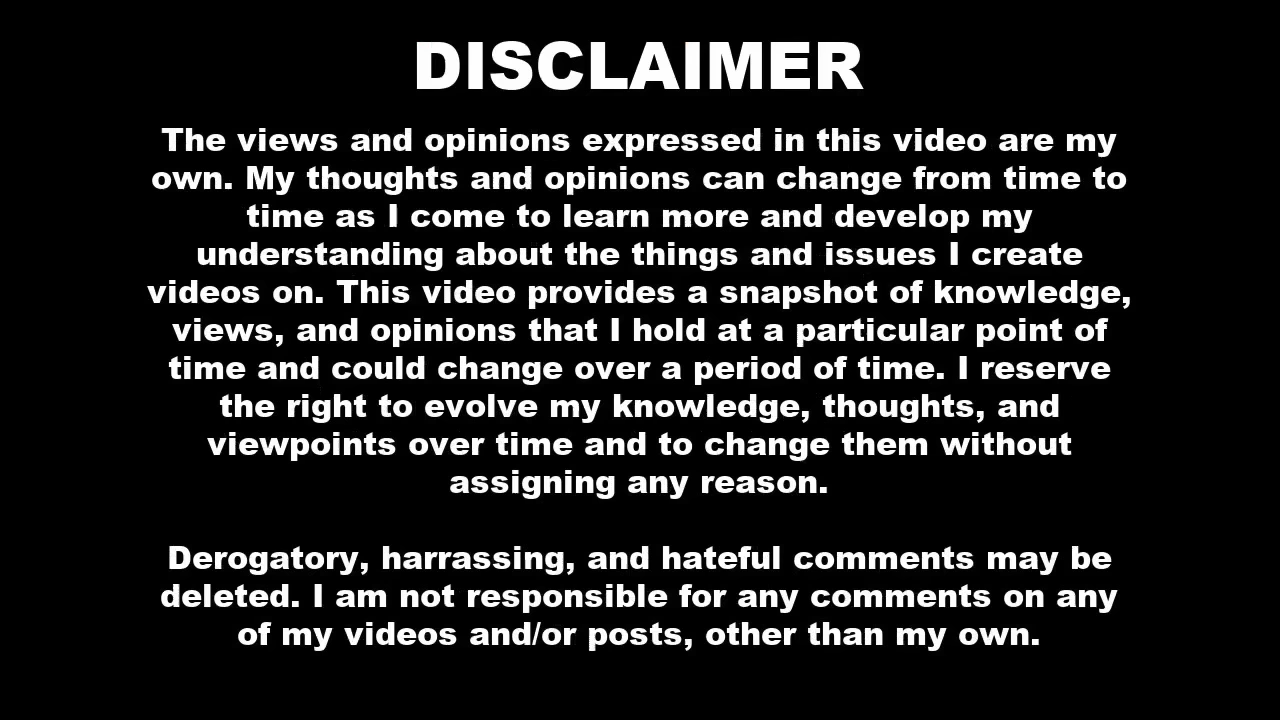 DISCLAIMER
The views and opinions expressed in this video are my
own. My thoughts and opinions can change from time to
time as I come to learn more and develop my
understanding about the things and issues I create
videos on. This video provides a snapshot of knowledge,
views, and opinions that I hold at a particular point of
time and could change over a period of time. I reserve
the right to evolve my knowledge, thoughts, and
viewpoints over time and to change them without
assigning any reason.
Derogatory, harrassing, and hateful comments may be
deleted. I am not responsible for any comments on any
of my videos and/or posts, other than my own.